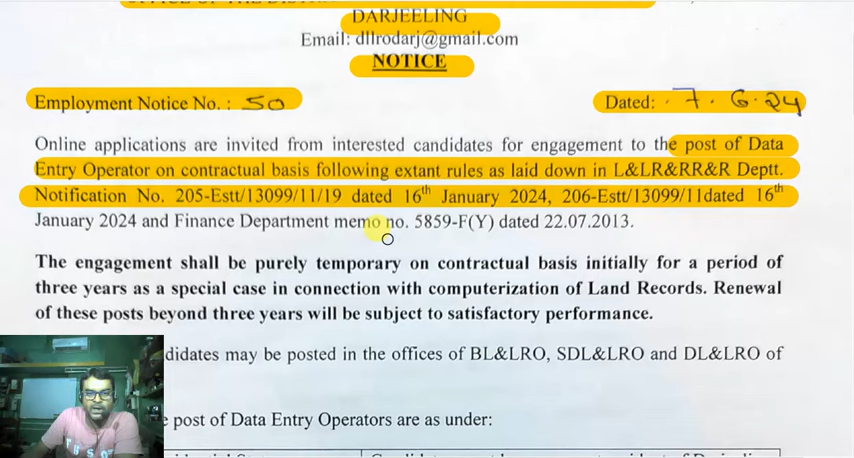 DARJEELING
Email: dllrodarj@gmail.com
NOTICE
Employment Notice No. : 50
Dated: 7.6.24
Online applications are invited from interested candidates for engagement to the post of Data
Entry Operator on contractual basis following extant rules as laid down in L&LR&RR&R Deptt.
Notification No. 205-Estt/13099/11/19 dated 16th January 2024, 206-Estt/13099/11dated 16th
January 2024 and Finance Department memo no. 5859-F(Y) dated 22.07.2013.
The engagement shall be purely temporary on contractual basis initially for a period of
three years as a special case in connection with computerization of Land Records. Renewal
of these posts beyond three years will be subject to satisfactory performance.
didates may be posted in the offices of BL&LRO, SDL&LRO and DL&LRO of
e post of Data Entry Operators are as under: